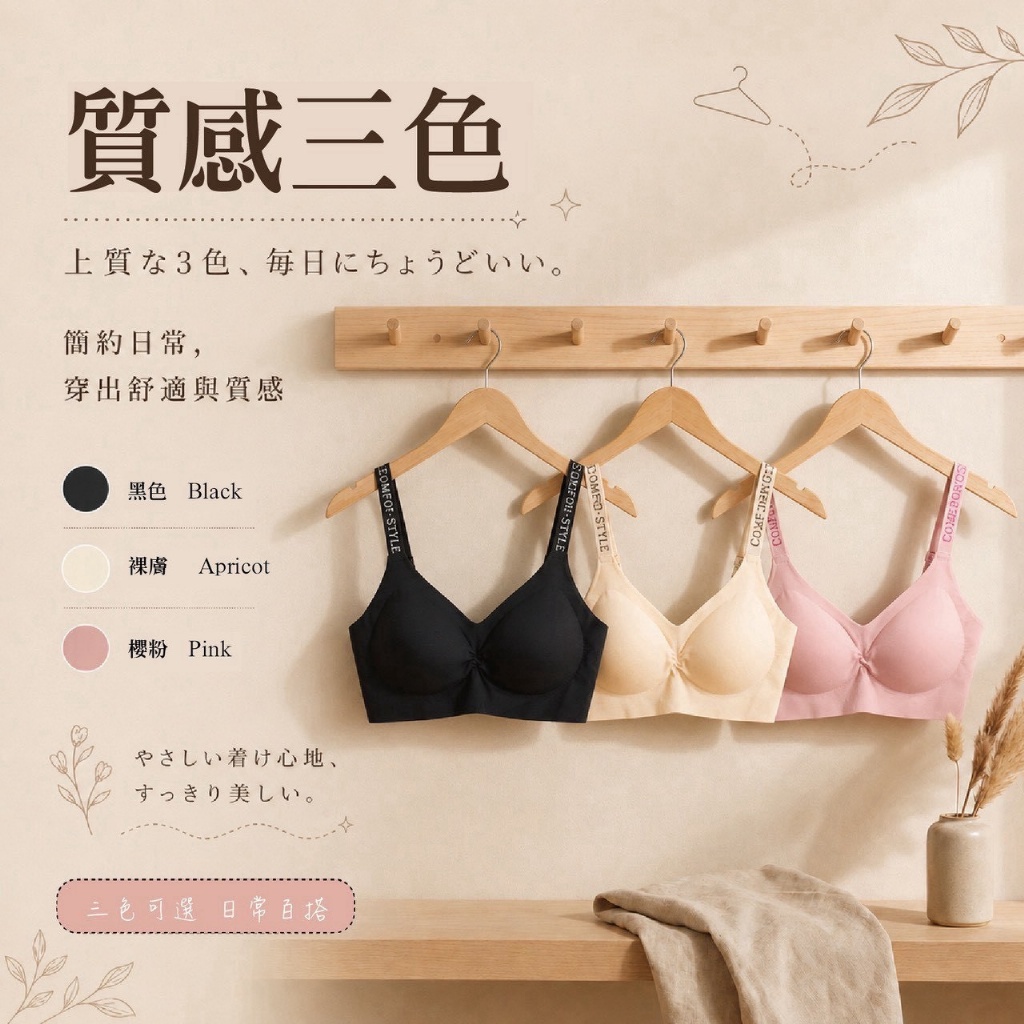 質感三色
上質な3色、毎日にちょうどいい。
簡約日常，
穿出舒適與質感
黑色 Black
裸膚 Apricot
櫻粉 Pink
やさしい着け心地、
すっきり美しい。
三色可選 日常百搭
STYLE
STYLE
STYLE